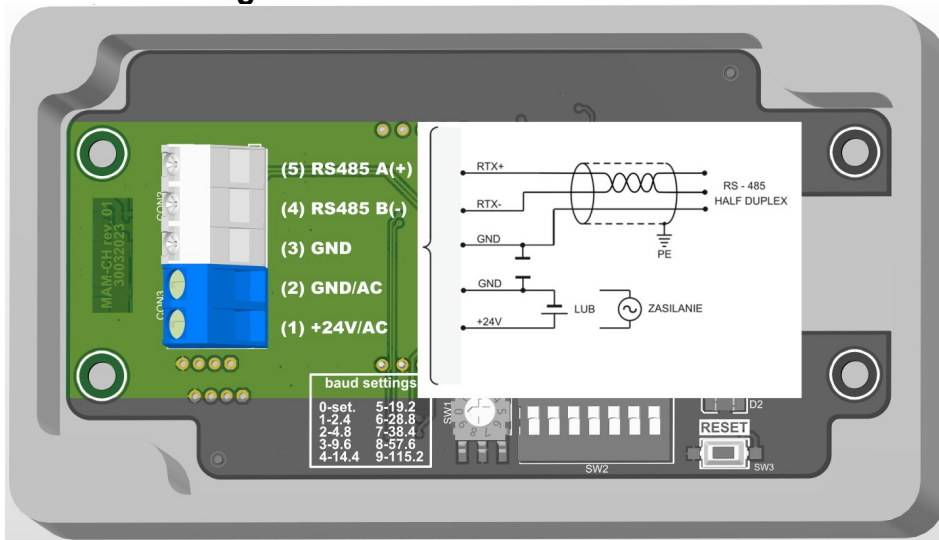 g
(5) RS485 A(+)
(4) RS485 B(-)
(3) GND
(2) GND/AC
(1) +24V/AC
CON2
CON3
MAM-CH rev. 01
30032023
RTX+
RTX-
GND
GND
+24V
RS - 485
HALF DUPLEX
PE
LUB
ZASILANIE
baud settings
0-set. 5-19.2
1-2.4 6-28.8
2-4.8 7-38.4
3-9.6 8-57.6
4-14.4 9-115.2
SW1
SW2
D2
RESET
SW3